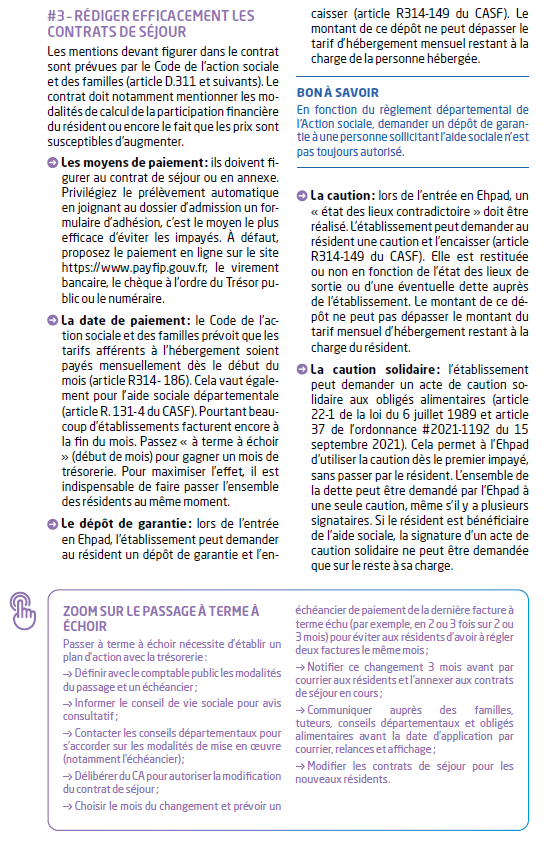 #3 – RÉDIGER EFFICACEMENT LES
CONTRATS DE SÉJOUR
Les mentions devant figurer dans le contrat
sont prévues par le Code de l'action sociale
et des familles (article D.311 et suivants). Le
contrat doit notamment mentionner les mo-
dalités de calcul de la participation financière
du résident ou encore le fait que les prix sont
susceptibles d'augmenter.
Les moyens de paiement : ils doivent fi-
gurer au contrat de séjour ou en annexe.
Privilégiez le prélèvement automatique
en joignant au dossier d'admission un for-
mulaire d'adhésion, c'est le moyen le plus
efficace d'éviter les impayés. À défaut,
proposez le paiement en ligne sur le site
https://www.payfip.gouv.fr, le virement
bancaire, le chèque à l'ordre du Trésor pu-
blic ou le numéraire.
La date de paiement : le Code de l'ac-
tion sociale et des familles prévoit que les
tarifs afférents à l'hébergement soient
payés mensuellement dès le début du
mois (article R314- 186). Cela vaut égale-
ment pour l'aide sociale départementale
(article R. 131-4 du CASF). Pourtant beau-
coup d'établissements facturent encore à
la fin du mois. Passez « à terme à échoir
» (début de mois) pour gagner un mois de
trésorerie. Pour maximiser l'effet, il est
indispensable de faire passer l'ensemble
des résidents au même moment.
Le dépôt de garantie : lors de l'entrée
en Ehpad, l'établissement peut demander
au résident un dépôt de garantie et l'en-
caisser (article R314-149 du CASF). Le
montant de ce dépôt ne peut dépasser le
tarif d'hébergement mensuel restant à la
charge de la personne hébergée.
BON À SAVOIR
En fonction du règlement départemental de
l'Action sociale, demander un dépôt de garan-
tie à une personne sollicitant l'aide sociale n'est
pas toujours autorisé.
La caution : lors de l'entrée en Ehpad, un
« état des lieux contradictoire » doit être
réalisé. L'établissement peut demander au
résident une caution et l'encaisser (article
R314-149 du CASF). Elle est restituée
ou non en fonction de l'état des lieux de
sortie ou d'une éventuelle dette auprès
de l'établissement. Le montant de ce dé-
pôt ne peut pas dépasser le montant du
tarif mensuel d'hébergement restant à la
charge du résident.
La caution solidaire : l'établissement
peut demander un acte de caution so-
lidaire aux obligés alimentaires (article
22-1 de la loi du 6 juillet 1989 et article
37 de l'ordonnance #2021-1192 du 15
septembre 2021). Cela permet à l'Ehpad
d'utiliser la caution dès le premier impayé,
sans passer par le résident. L'ensemble de
la dette peut être demandé par l'Ehpad à
une seule caution, même s'il y a plusieurs
signataires. Si le résident est bénéficiaire
de l'aide sociale, la signature d'un acte de
caution solidaire ne peut être demandée
que sur le reste à sa charge.
ZOOM SUR LE PASSAGE À TERME À
ÉCHOIR
Passer à terme à échoir nécessite d'établir un
plan d'action avec la trésorerie :
→ Définir avec le comptable public les modalités
du passage et un échéancier ;
→ Informer le conseil de vie sociale pour avis
consultatif ;
→ Contacter les conseils départementaux pour
s'accorder sur les modalités de mise en œuvre
(notamment l'échéancier);
→ Délibérer du CA pour autoriser la modification
du contrat de séjour ;
→ Choisir le mois du changement et prévoir un
échéancier de paiement de la dernière facture à
terme échu (par exemple, en 2 ou 3 fois sur 2 ou
3 mois) pour éviter aux résidents d'avoir à régler
deux factures le même mois ;
→ Notifier ce changement 3 mois avant par
courrier aux résidents et l'annexer aux contrats
de séjour en cours ;
→ Communiquer auprès des familles,
tuteurs, conseils départementaux et obligés
alimentaires avant la date d'application par
courrier, relances et affichage ;
→ Modifier les contrats de séjour pour les
nouveaux résidents.